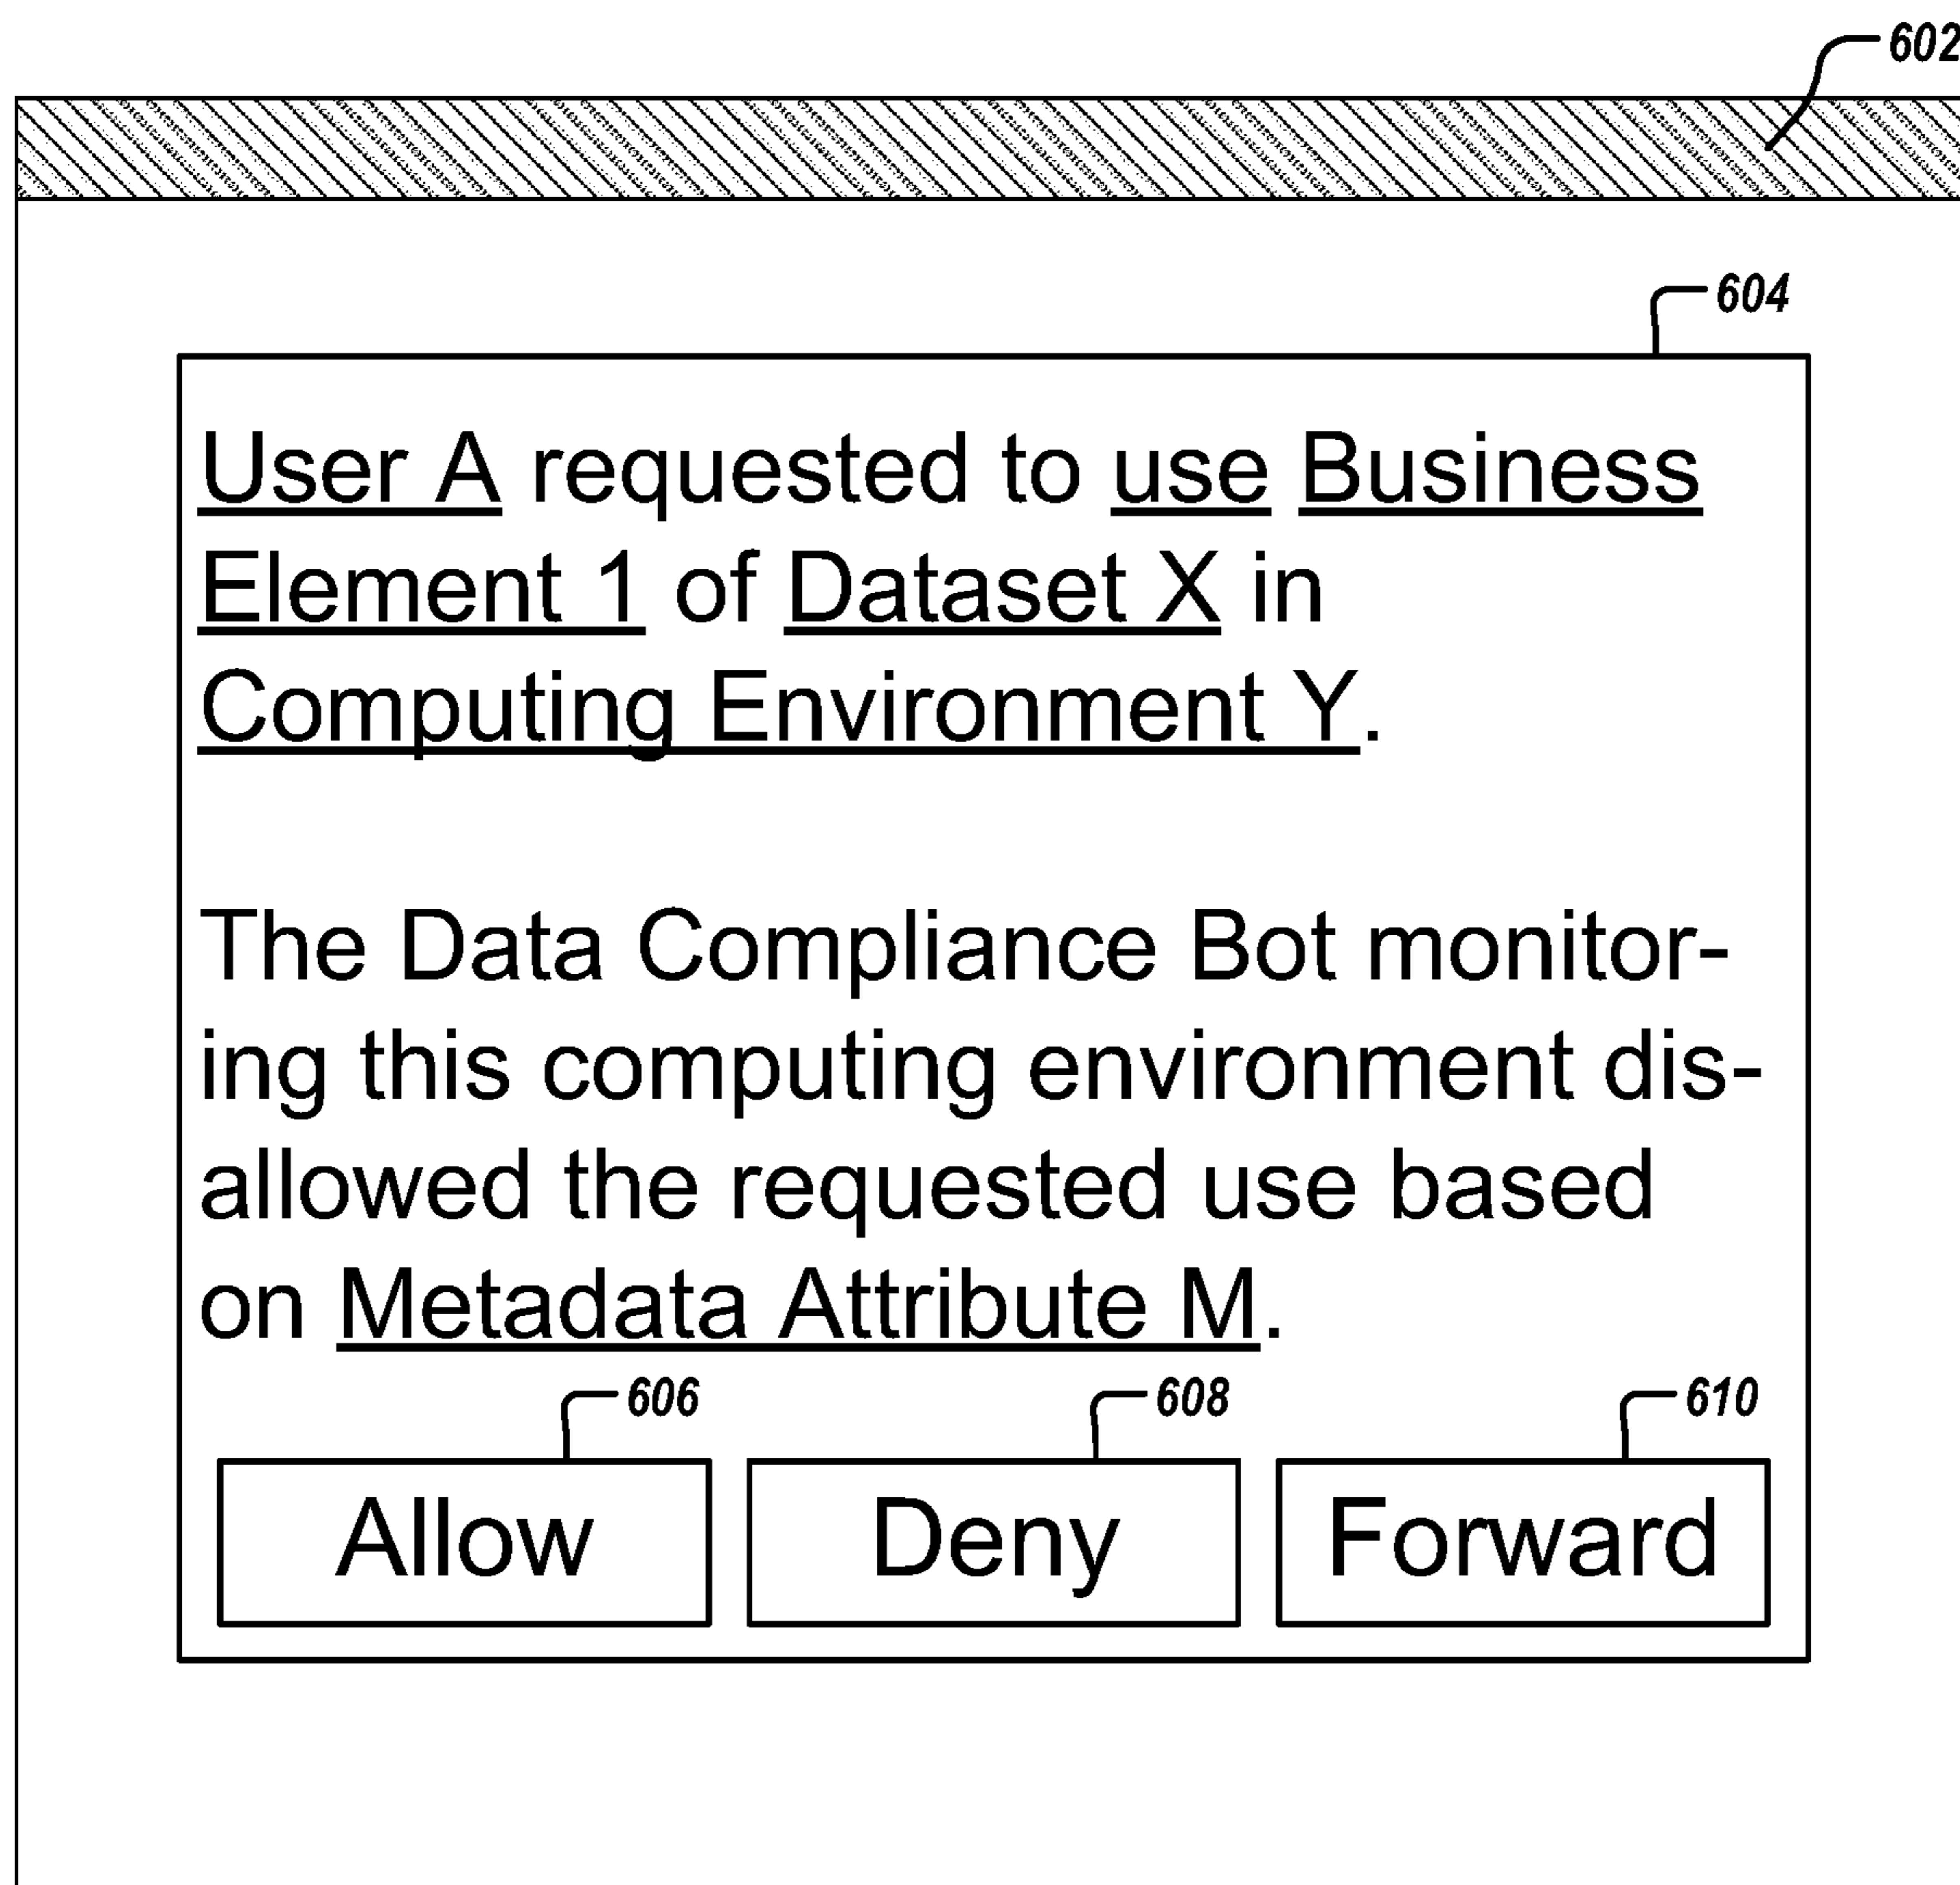 602
604
User A requested to use Business
Element 1 of Dataset X in
Computing Environment Y.
The Data Compliance Bot monitor-
ing this computing environment dis-
allowed the requested use based
on Metadata Attribute M.
606 608 610
Allow Deny Forward